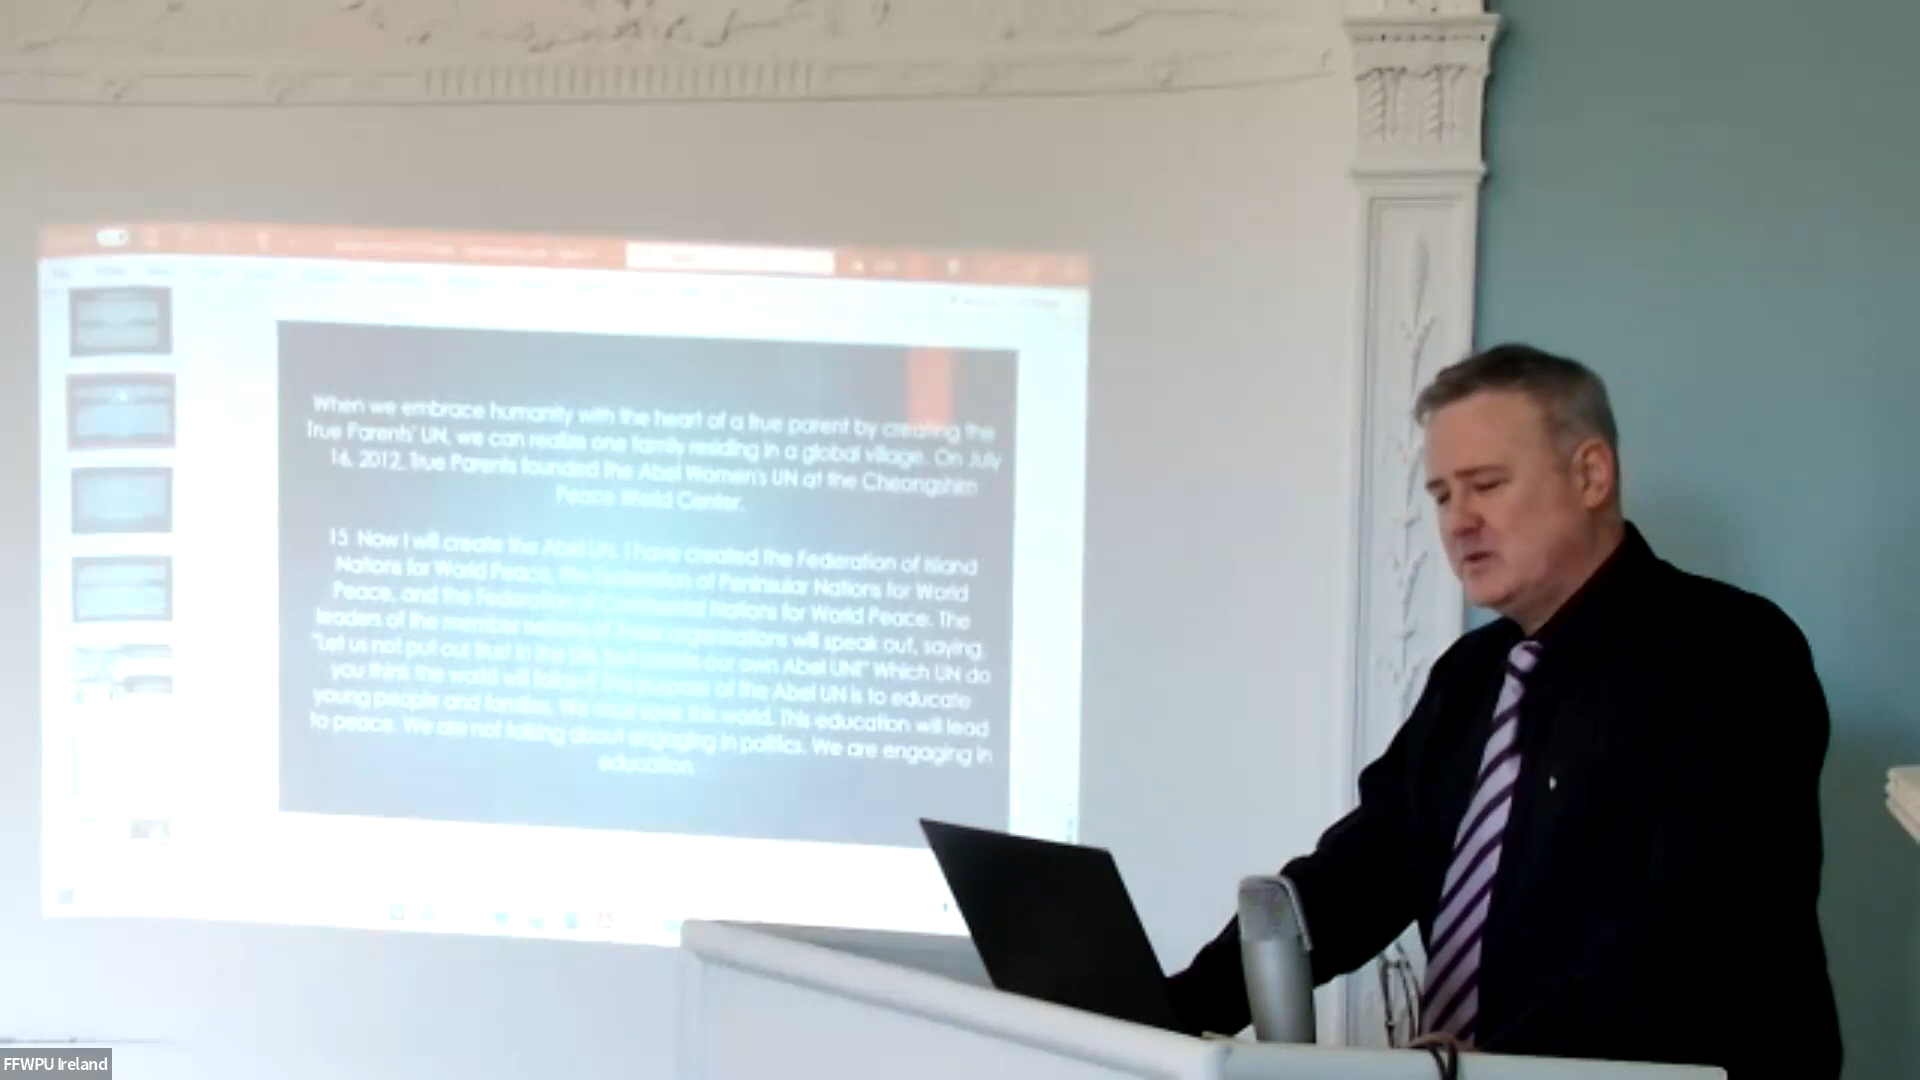 When we embrace humanity with the heart of a true parent by creating the
True Parents' UN, we can realize one family residing in a global village. On July
16, 2012, True Parents founded the Abel Women's UN at the Cheongshim
Peace World Center.
15 Now I will create the Abel UN. I have created the Federation of Island
Nations for World Peace, the Federation of Peninsular Nations for World
Peace, and the Federation of Continental Nations for World Peace. The
leaders of the member nations of these organizations will speak out, saying,
"Let us not put our trust in the UN, but create our own Abel UN!" Which UN do
you think the world will follow? The purpose of the Abel UN is to educate
young people and families. We must save this world. This education will lead
to peace. We are not talking about engaging in politics. We are engaging in
education.
FFWPU Ireland